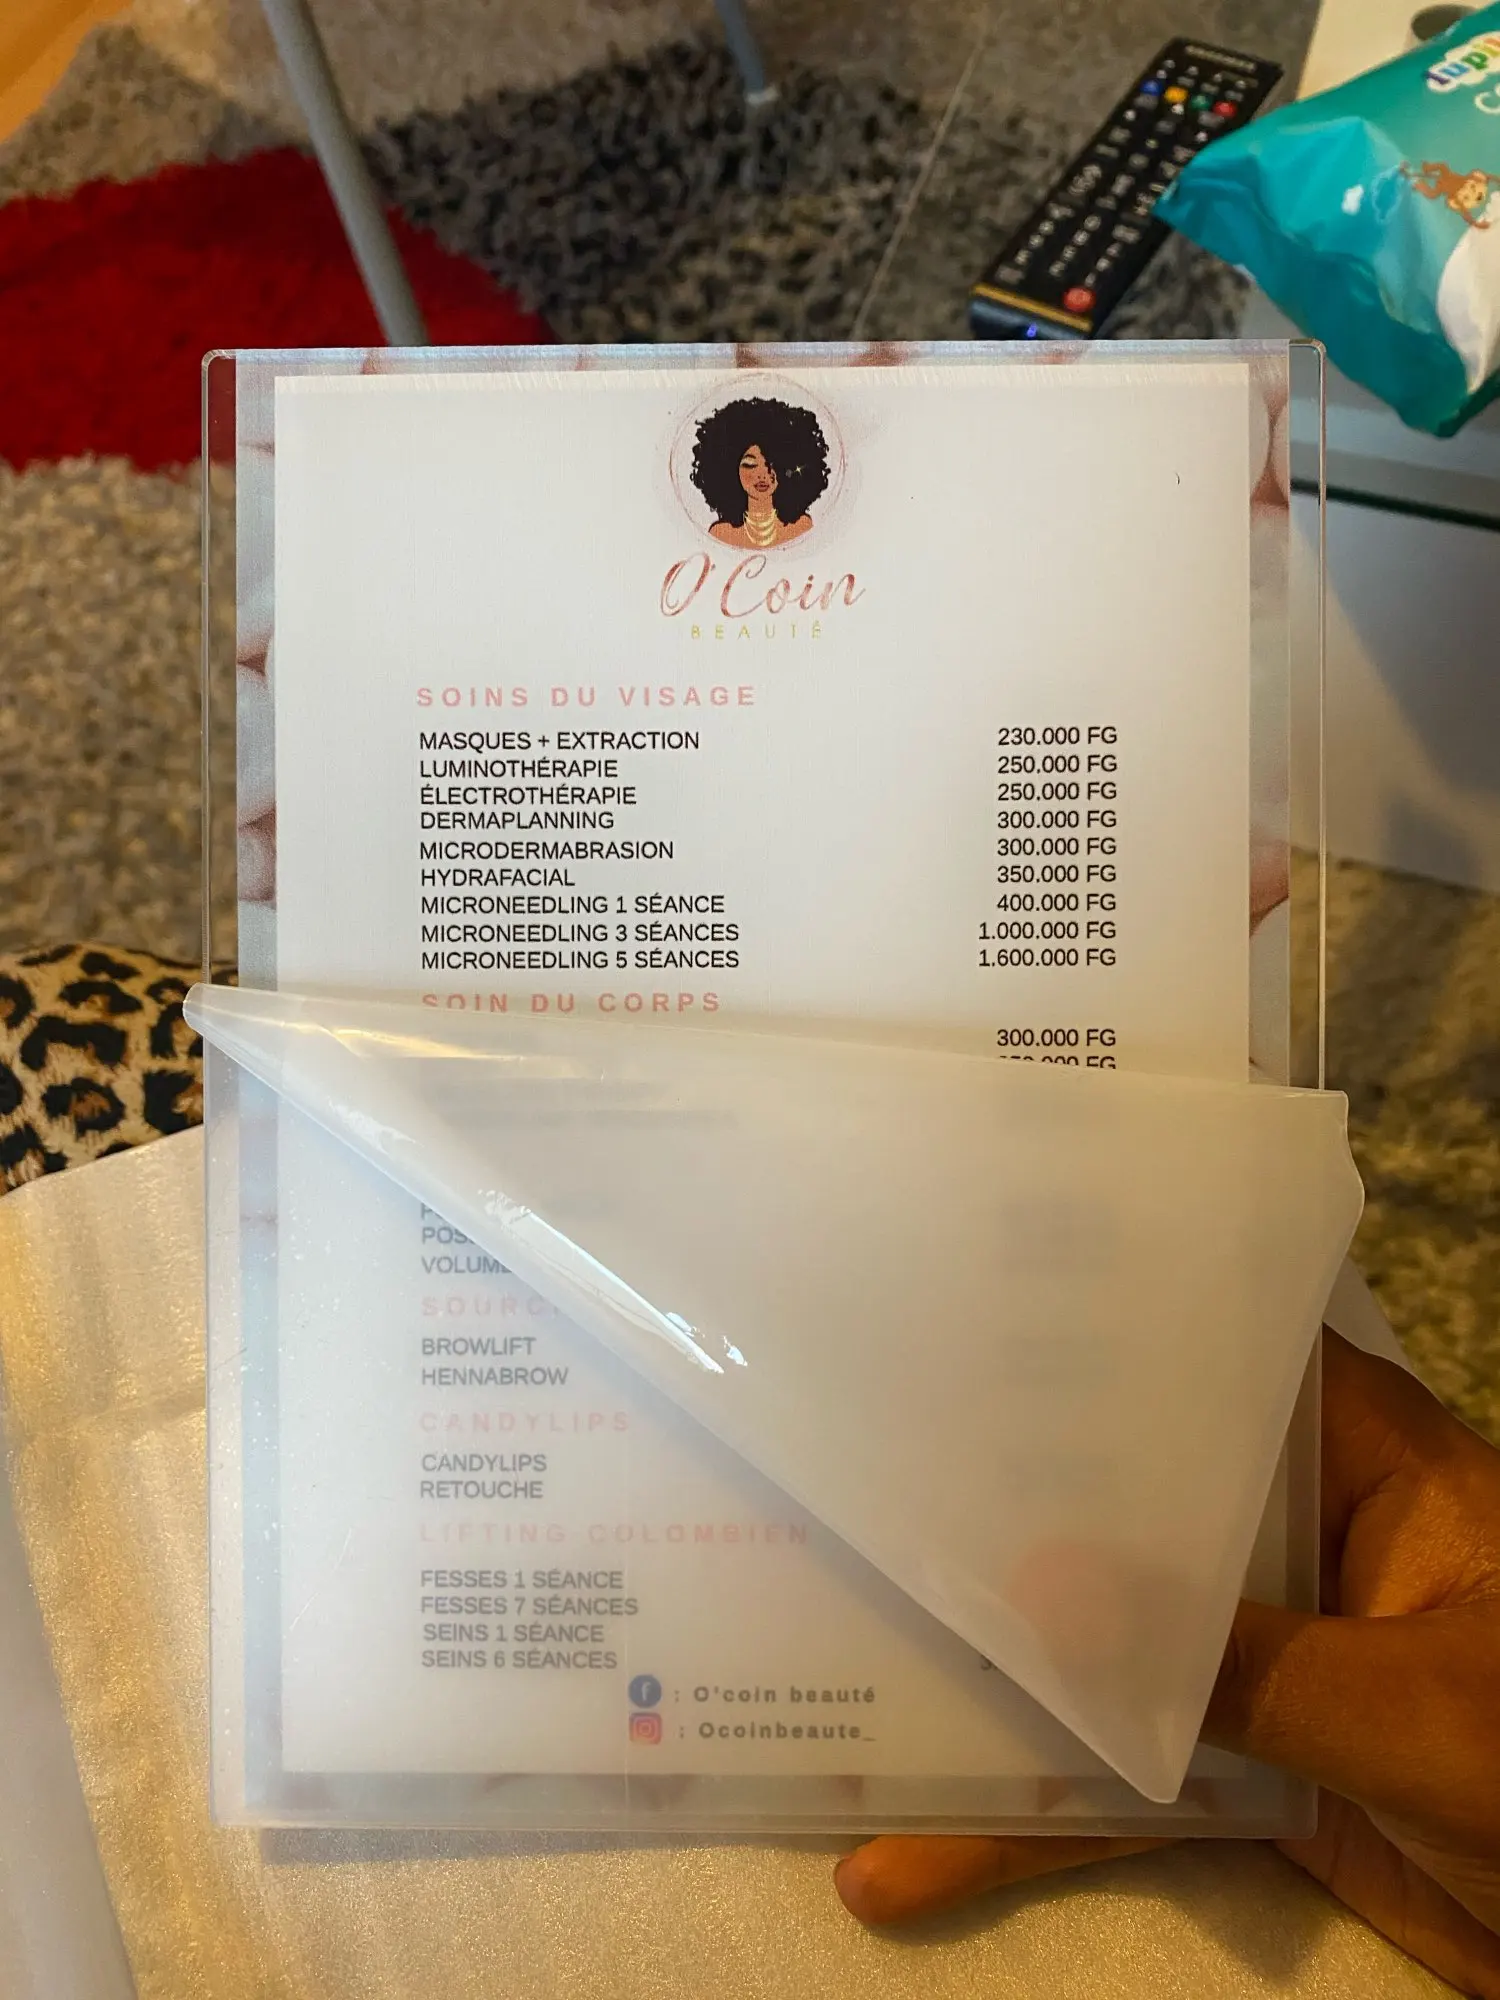 lupil
O'Coin
BEAUTÉ
SOINS DU VISAGE
MASQUES + EXTRACTION 230.000 FG
LUMINOTHÉRAPIE 250.000 FG
ÉLECTROTHÉRAPIE 250.000 FG
DERMAPLANNING 300.000 FG
MICRODERMABRASION 300.000 FG
HYDRAFACIAL 350.000 FG
MICRONEEDLING 1 SÉANCE 400.000 FG
MICRONEEDLING 3 SÉANCES 1.000.000 FG
MICRONEEDLING 5 SÉANCES 1.600.000 FG
SOIN DU CORPS
300.000 FG
FG
BROWLIFT
HENNABROW
CANDYLIPS
CANDYLIPS
RETOUCHE
LIFTING COLOMBIEN
FESSES 1 SÉANCE
FESSES 7 SÉANCES
SEINS 1 SÉANCE
SEINS 6 SÉANCES
: O'coin beauté
: Ocoinbeaute_